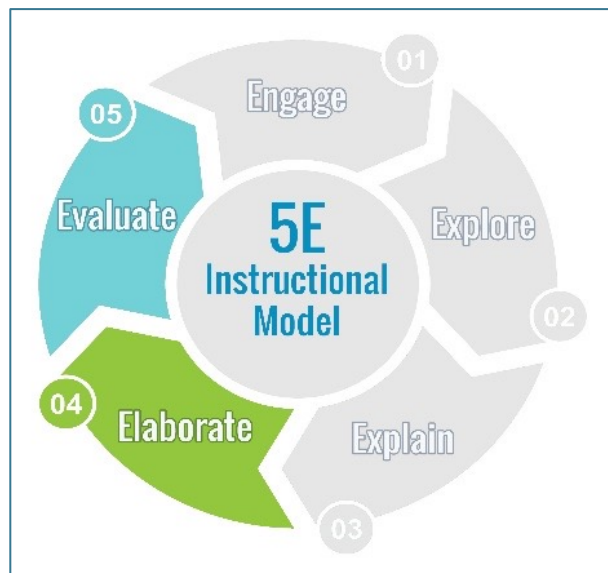 01
Engage
Explore
02
Explain
03
04
Elaborate
05
Evaluate
5E
Instructional
Model